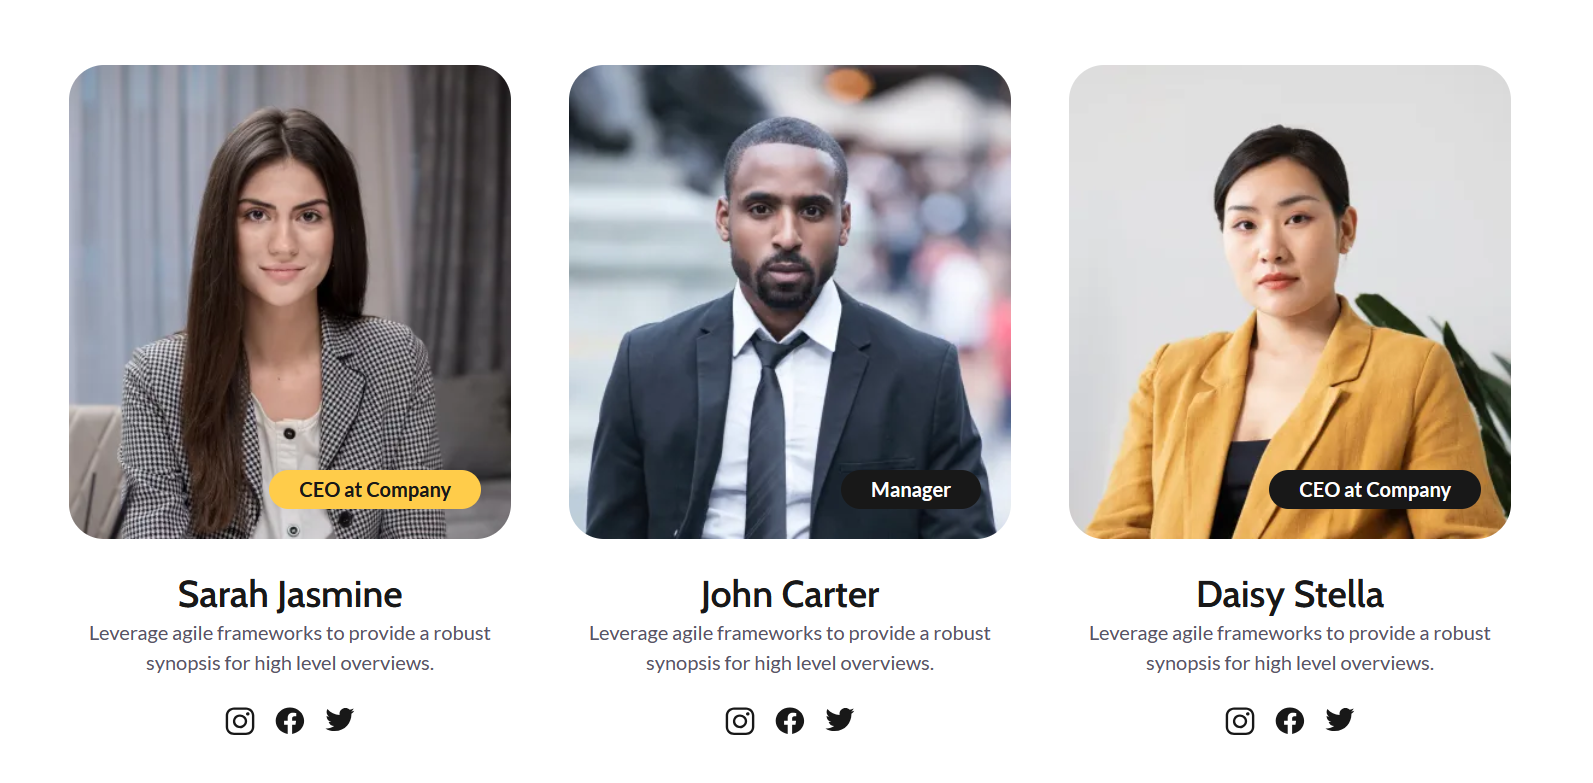 CEO at Company
Manager
CEO at Company
Sarah Jasmine
Leverage agile frameworks to provide a robust
synopsis for high level overviews.
John Carter
Leverage agile frameworks to provide a robust
synopsis for high level overviews.
Daisy Stella
Leverage agile frameworks to provide a robust
synopsis for high level overviews.